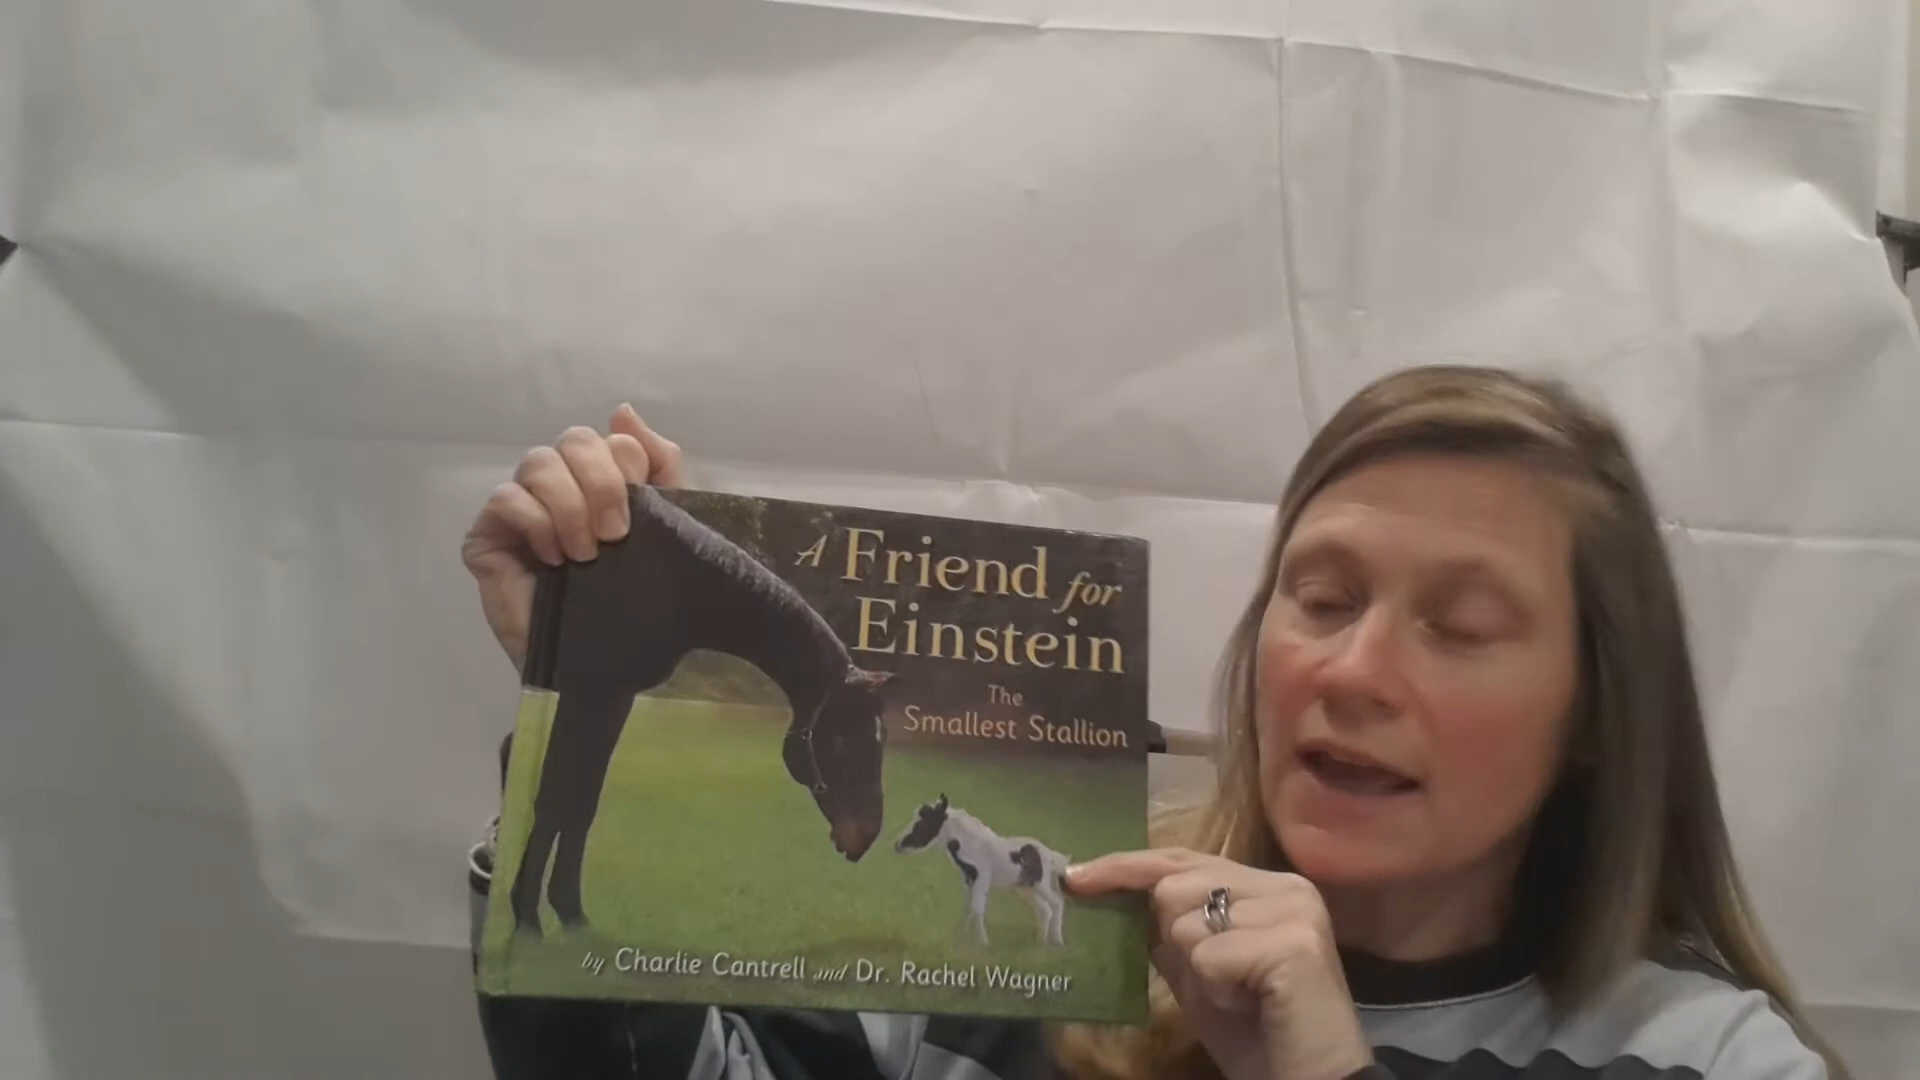 A Friend for
Einstein
The
Smallest Stallion
by Charlie Cantrell and Dr. Rachel Wagner